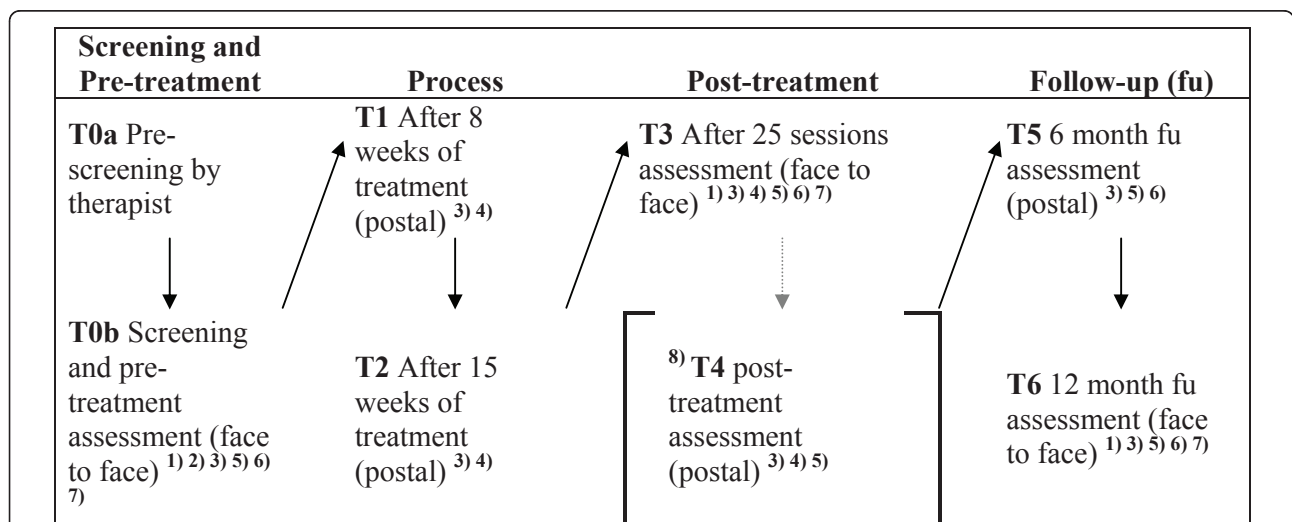 Screening and
Pre-treatment
Process
Post-treatment
Follow-up (fu)
T0a Pre-
screening by
therapist
T0b Screening
and pre-
treatment
assessment (face
to face) 1) 2) 3) 5) 6)
7)
T1 After 8
weeks of
treatment
(postal) 3) 4)
T2 After 15
weeks of
treatment
(postal) 3) 4)
T3 After 25 sessions
assessment (face to
face) 1) 3) 4) 5) 6) 7)
8) T4 post-
treatment
assessment
(postal) 3) 4) 5)
T5 6 month fu
assessment
(postal) 3) 5) 6)
T6 12 month fu
assessment (face
to face) 1) 3) 5) 6) 7)